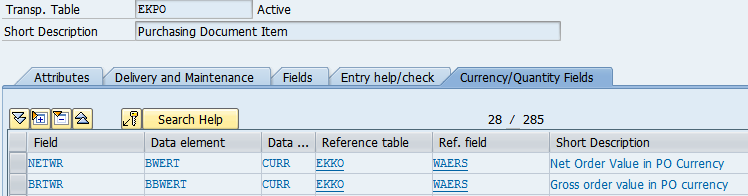 Transp. Table EKPO Active
Short Description Purchasing Document Item
Attributes Delivery and Maintenance Fields Entry help/check Currency/Quantity Fields
Search Help 28 / 285
Field Data element Data ... Reference table Ref. field Short Description
NETWR BWERT CURR EKKO WAERS Net Order Value in PO Currency
BRTWR BBWERT CURR EKKO WAERS Gross order value in PO currency